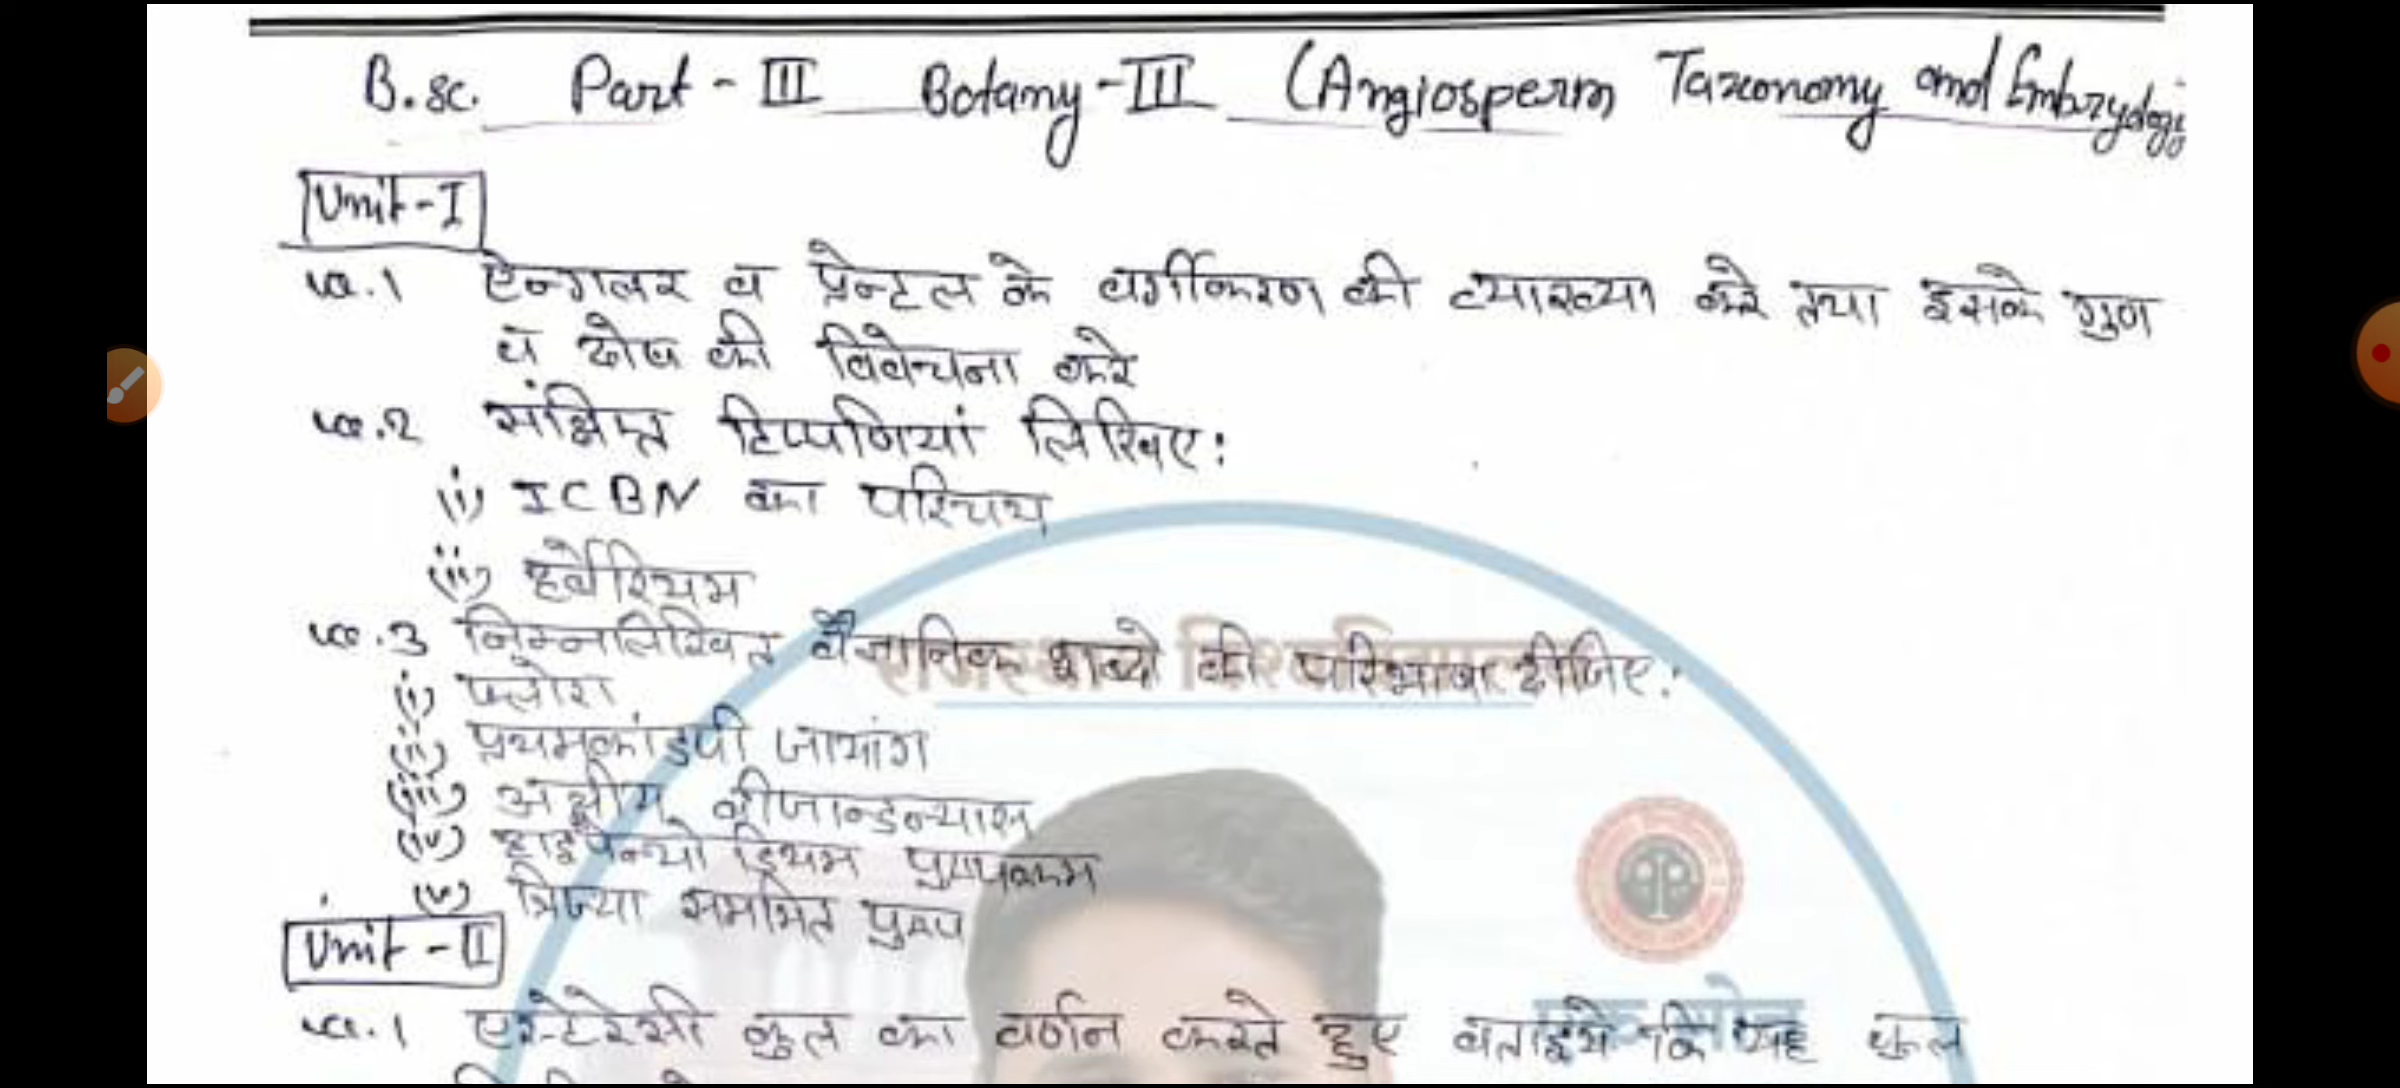 B.sc. Part-III Botany-III (Angiosperm Taxonomy and Embryology
Unit-I
प्र.1 ऐन्गलर व प्रेन्टल के वर्गीकरण की व्याख्या करे तथा इसके गुण
व दोष की विवेचना करे
प्र.2 संक्षिप्त टिप्पणियां लिखिए:
(i) ICBN का परिचय
(ii) हर्बेरियम
प्र.3 निम्नलिखित वैज्ञानिक शब्दो की परिभाषा दीजिए:
(i) फ्लोरा
(ii) प्रथमकांडपी जायांग
(iii) अक्षीय बीजान्डन्यास
(iv) हाइपेन्थोडियम पुष्पक्रम
(v) त्रिज्या सममित पुष्प
Unit-II
प्र.1 एस्टेरेसी कुल का वर्णन करते हुए बताइये कि यह कुल